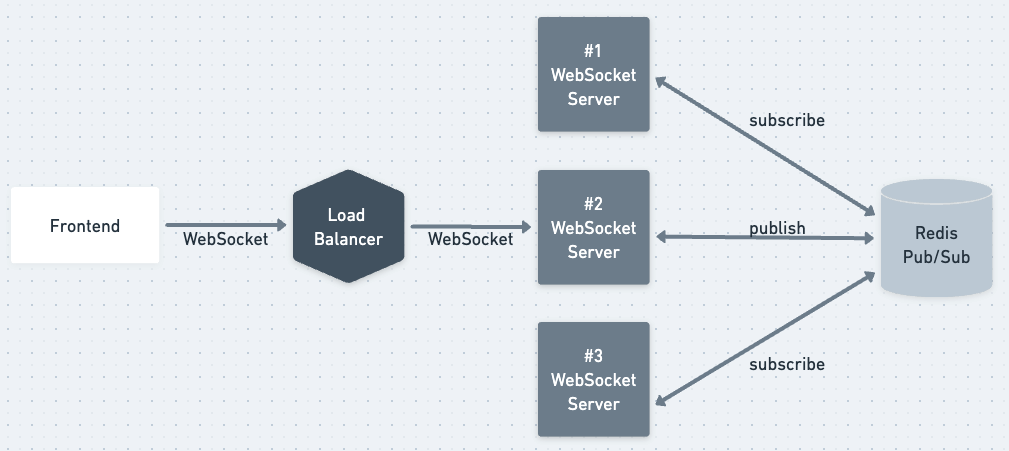 Frontend
WebSocket
Load
Balancer
WebSocket
#1
WebSocket
Server
#2
WebSocket
Server
#3
WebSocket
Server
subscribe
publish
subscribe
Redis
Pub/Sub